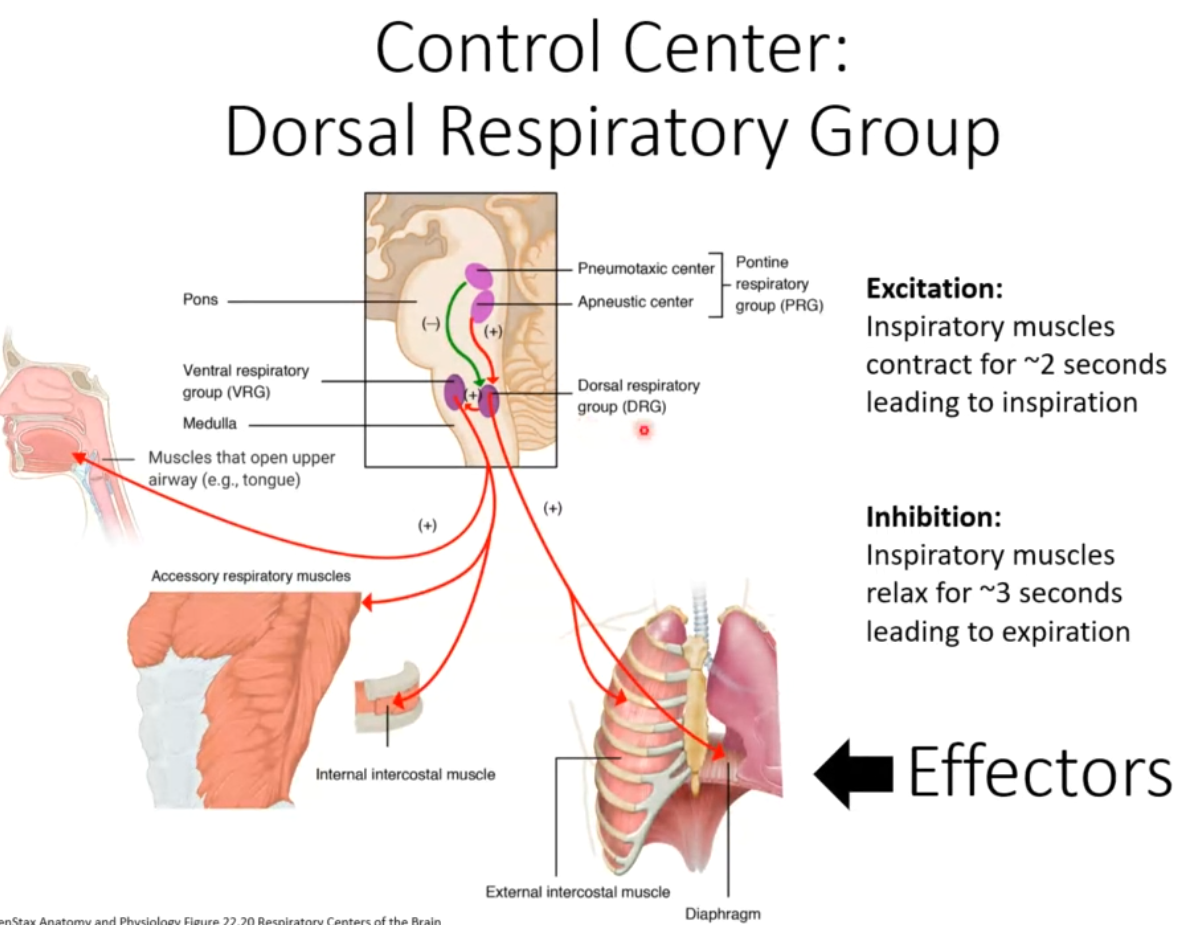 Control Center:
Dorsal Respiratory Group
Pneumotaxic center
Apneustic center
Pontine
respiratory
group (PRG)
Pons
(–)
(+)
Ventral respiratory
group (VRG)
(+)
Dorsal respiratory
group (DRG)
Medulla
Muscles that open upper
airway (e.g., tongue)
(+)
(+)
Accessory respiratory muscles
Internal intercostal muscle
External intercostal muscle
Diaphragm
Excitation:
Inspiratory muscles
contract for ~2 seconds
leading to inspiration
Inhibition:
Inspiratory muscles
relax for ~3 seconds
leading to expiration
Effectors
enStax Anatomy and Physiology Figure 22.20 Respiratory Centers of the Brain